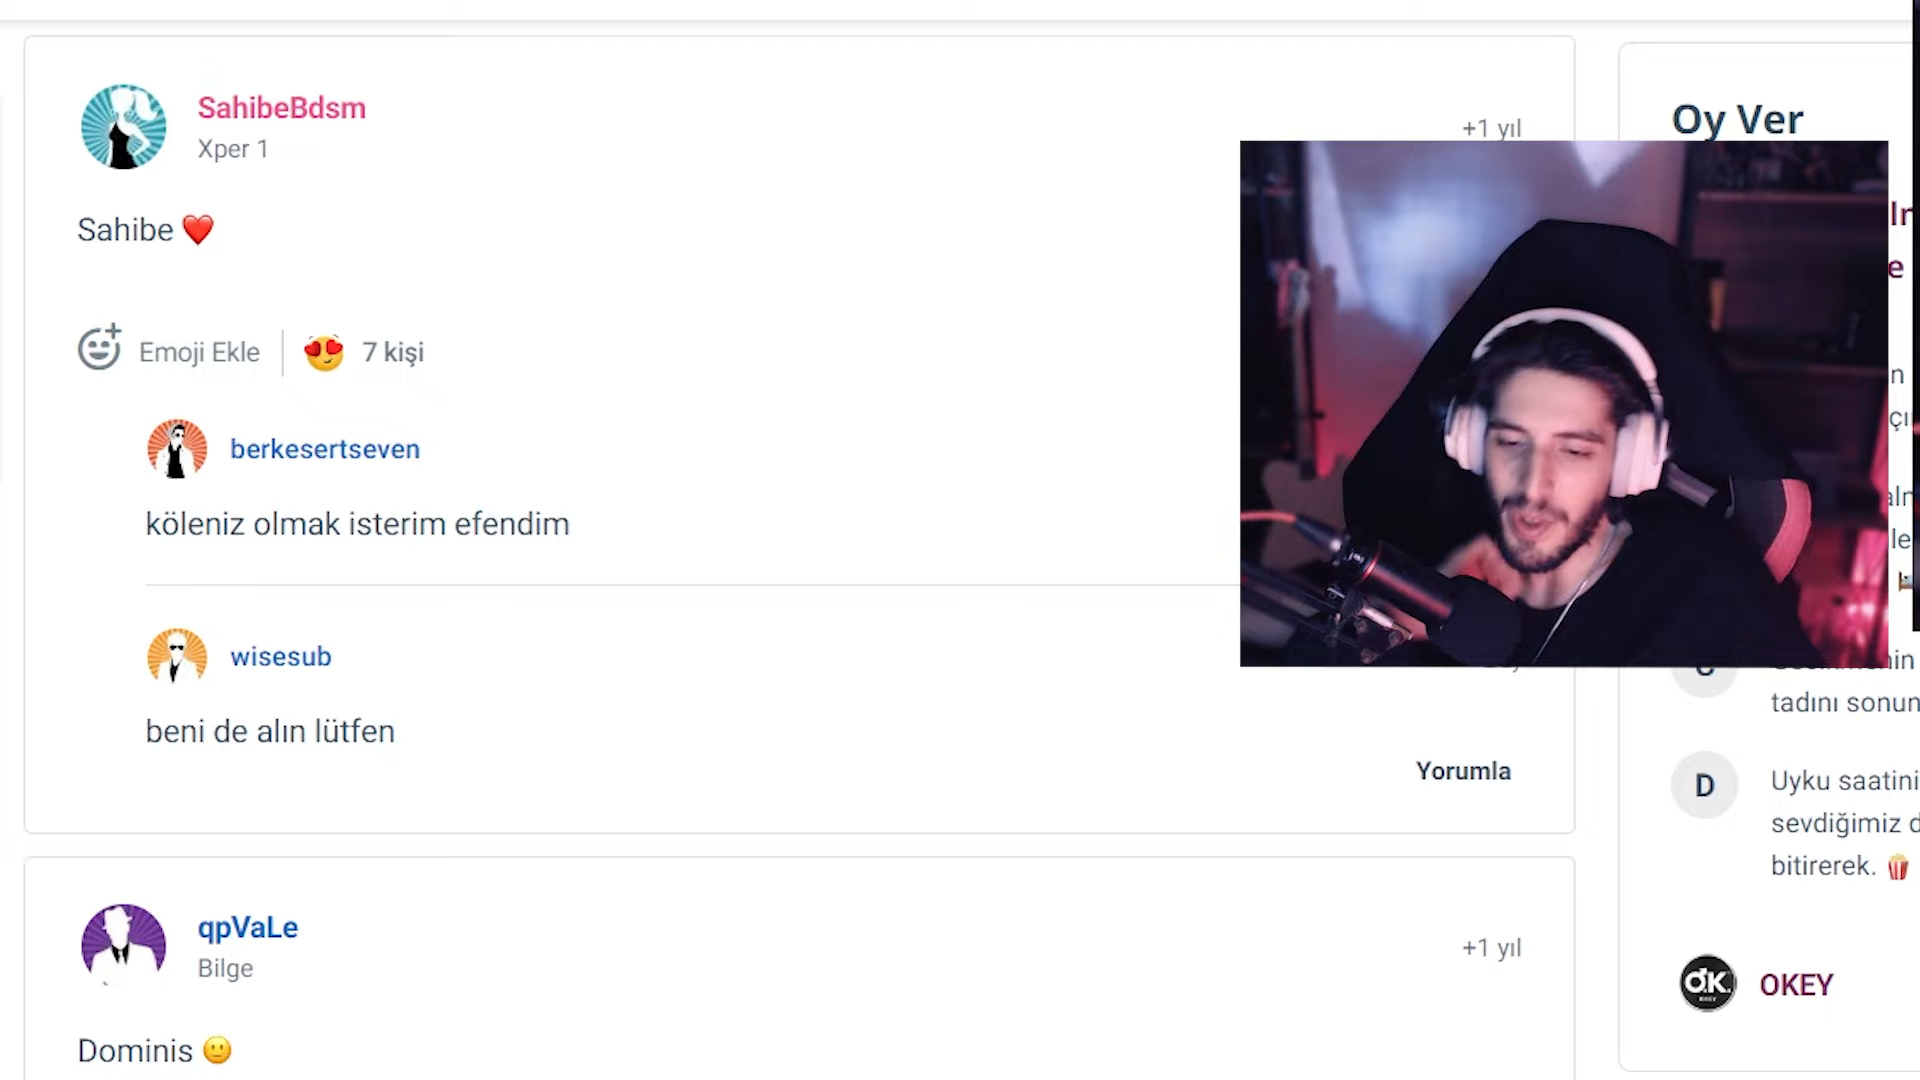 SahibeBdsm
Xper 1
+1 yıl
Sahibe ❤️
Emoji Ekle
😍 7 kişi
berkesertseven
köleniz olmak isterim efendim
wisesub
beni de alın lütfen
Yorumla
qpVaLe
Bilge
+1 yıl
Dominis 🙂
Oy Ver
tadını sonun
D
Uyku saatini
sevdiğimiz d
bitirerek. 🍿
OK
OKEY